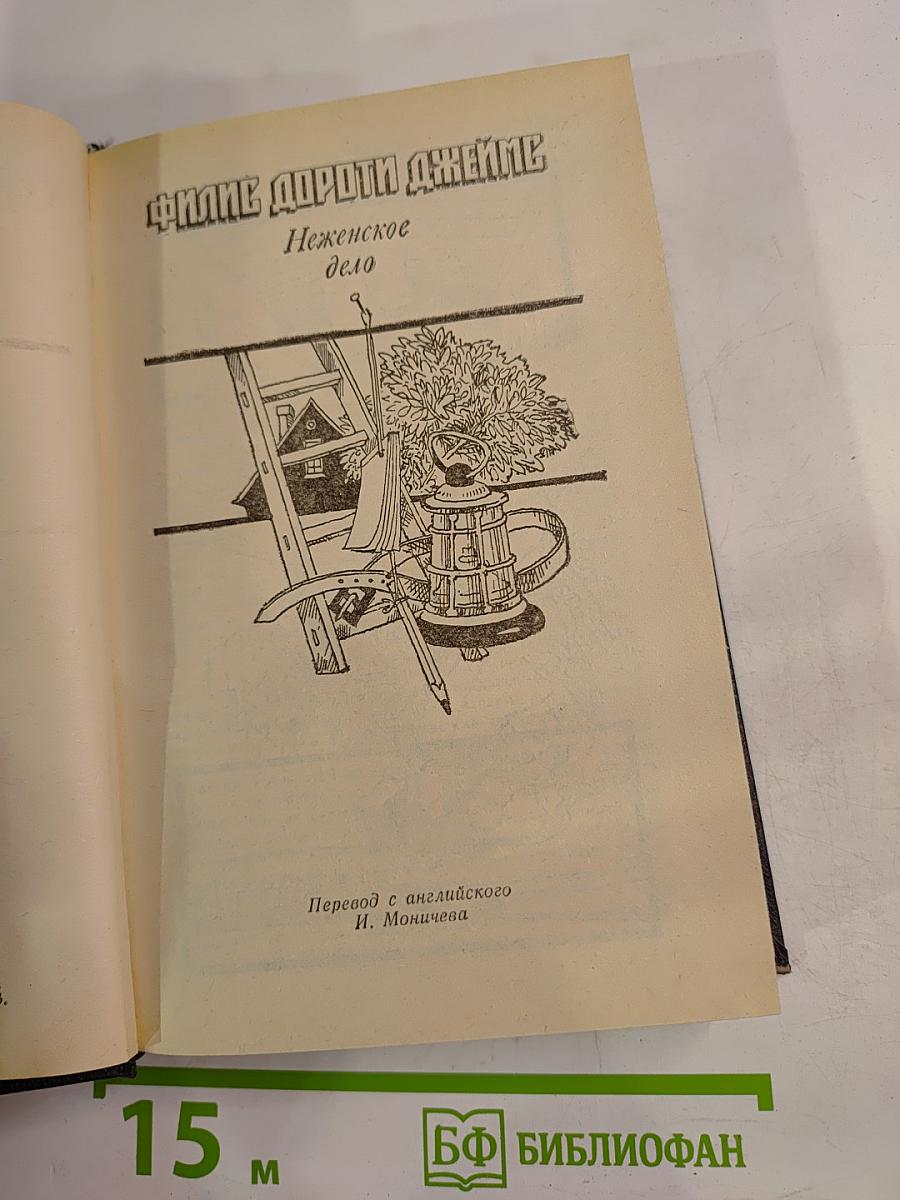 ФИЛИС ДОРОТИ ДЖЕЙМС
Неженское
дело
Перевод с английского
И. Моничева
в.
15 м
БФ БИБЛИОФАН